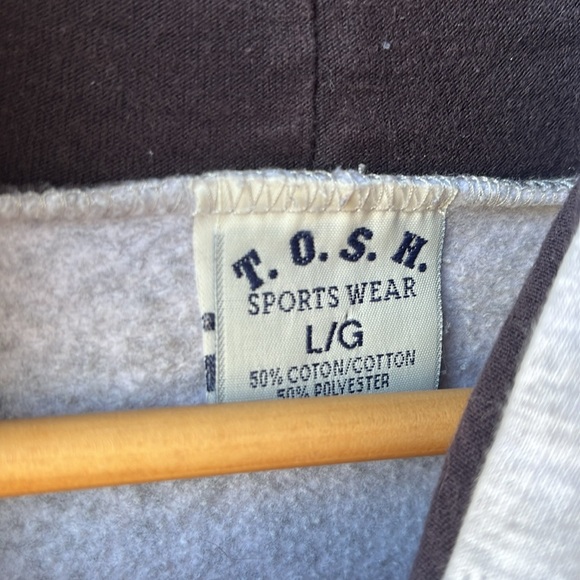 T.O.S.H.
SPORTS WEAR
L/G
50% COTON/COTTON
50% POLYESTER